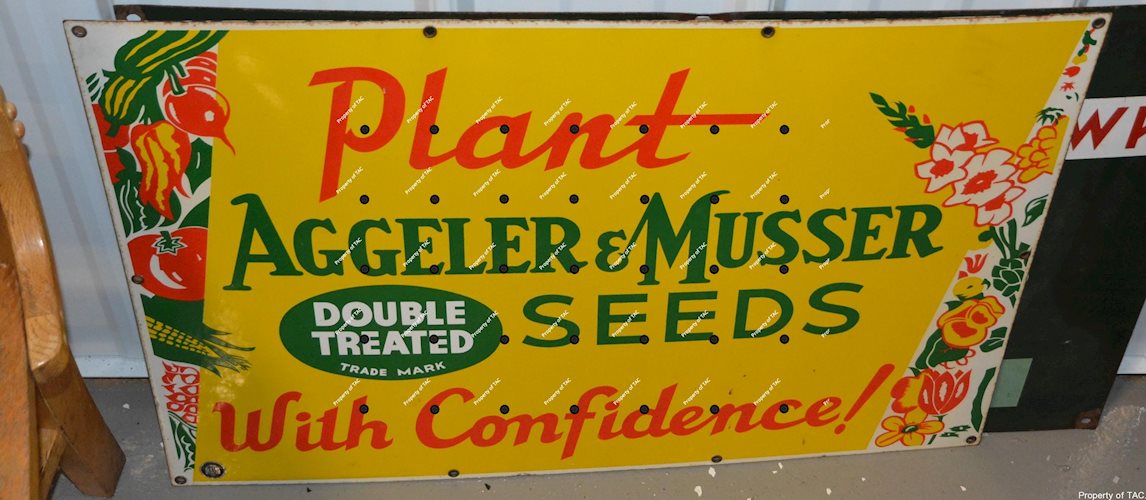 Plant
AGGELER & MUSSER
DOUBLE TREATED SEEDS
TRADE MARK
With Confidence!
Property of TAC